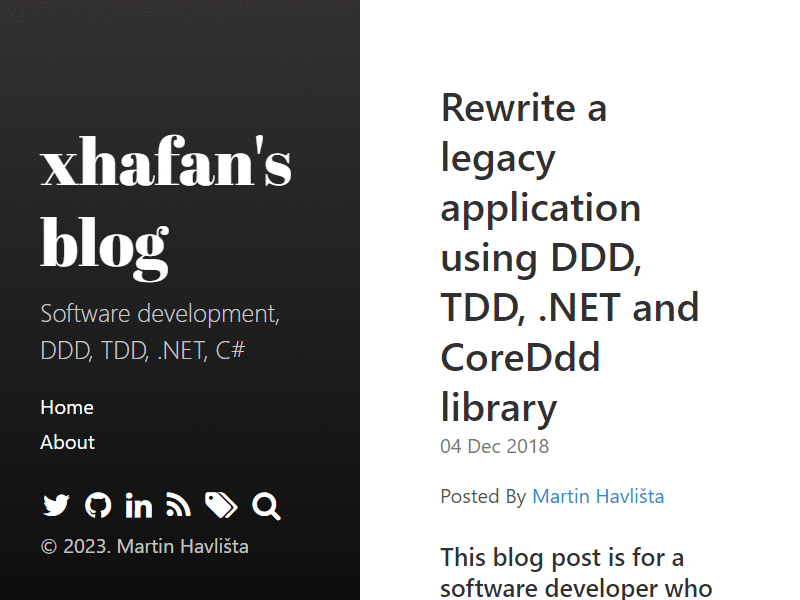 xhafan's
blog
Software development,
DDD, TDD, .NET, C#
Home
About
© 2023. Martin Havlišta
Rewrite a
legacy
application
using DDD,
TDD, .NET and
CoreDdd
library
04 Dec 2018
Posted By Martin Havlišta
This blog post is for a
software developer who